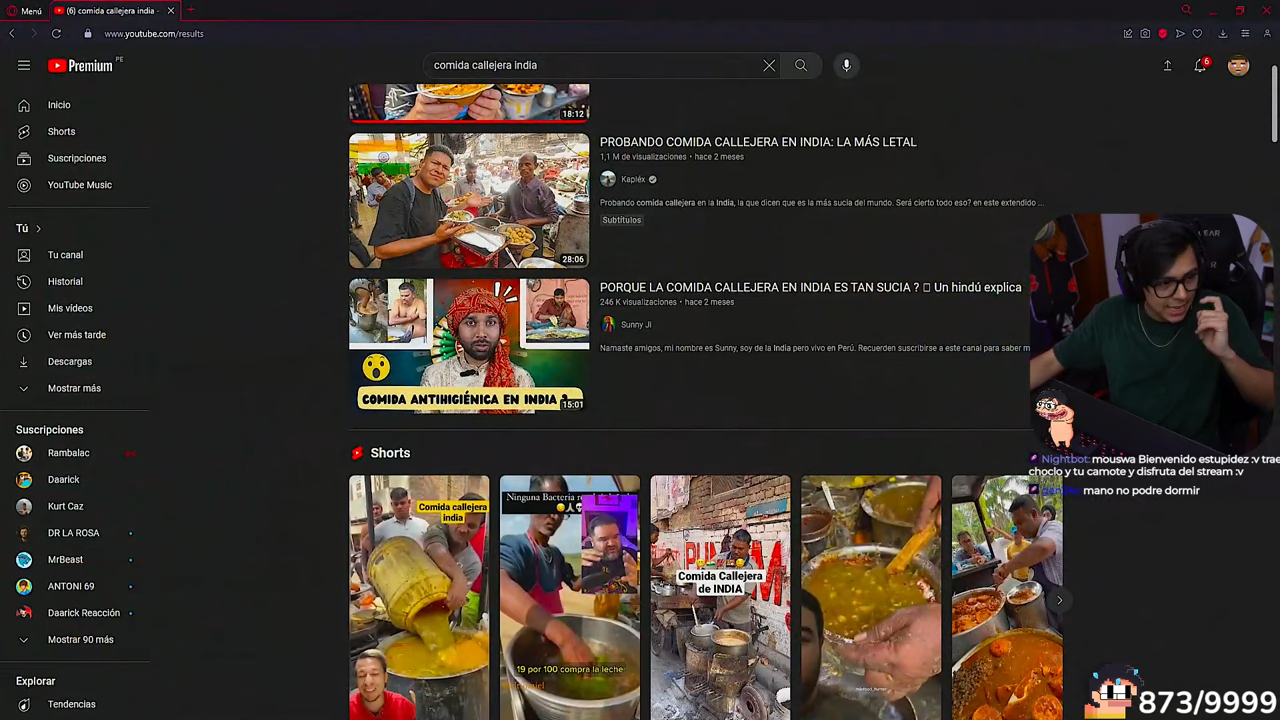 Menú
(6) comida callejera india -
www.youtube.com/results
Premium PE
comida callejera india
6
Inicio
Shorts
Suscripciones
YouTube Music
Tú
Tu canal
Historial
Mis vídeos
Ver más tarde
Descargas
Mostrar más
Suscripciones
Rambalac
Daarick
Kurt Caz
DR LA ROSA
MrBeast
ANTONI 69
Daarick Reacción
Mostrar 90 más
Explorar
Tendencias
18:12
28:06
PROBANDO COMIDA CALLEJERA EN INDIA: LA MÁS LETAL
1,1 M de visualizaciones • hace 2 meses
Kapléx
Probando comida callejera en la India, la que dicen que es la más sucia del mundo. Será cierto todo eso? en este extendido ...
Subtítulos
COMIDA ANTIHIGIÉNICA EN INDIA
15:01
PORQUE LA COMIDA CALLEJERA EN INDIA ES TAN SUCIA ? Un hindú explica
246 K visualizaciones • hace 2 meses
Sunny Ji
Namaste amigos, mi nombre es Sunny, soy de la India pero vivo en Perú. Recuerden suscribirse a este canal para saber m
Shorts
Comida callejera
india
Ninguna Bacteria
19 por 100 compra la leche
Comida Callejera
de INDIA
Nightbot: mouswa Bienvenido estupidez :v trae
choclo y tu camote y disfruta del stream :v
mano no podre dormir
873/9999